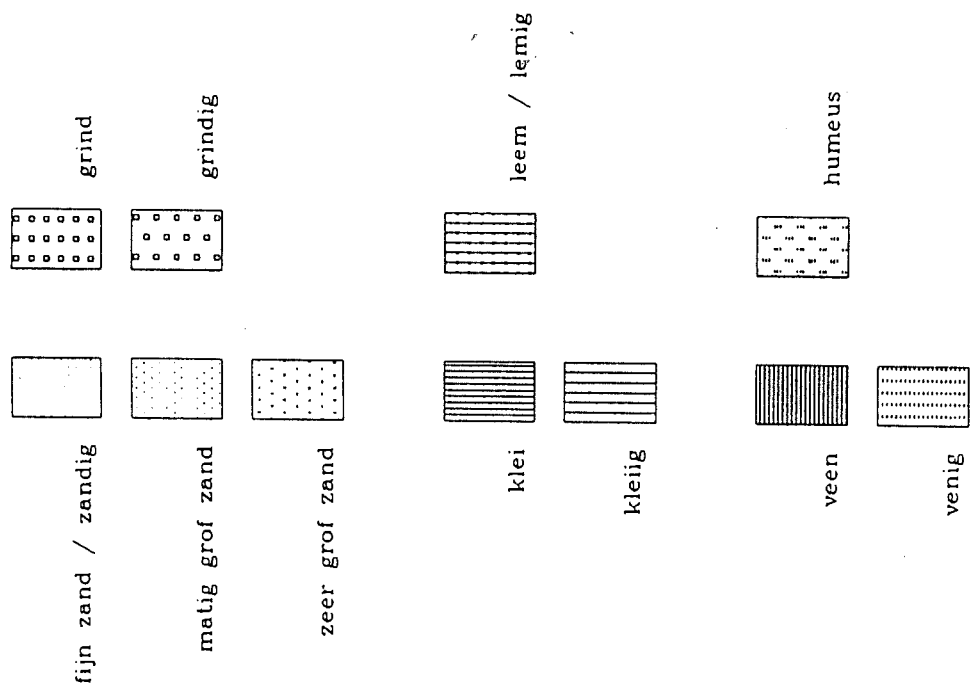 fijn zand / zandig
matig grof zand
zeer grof zand
klei
kleiig
veen
venig
grind
grindig
leem / lemig
humeus